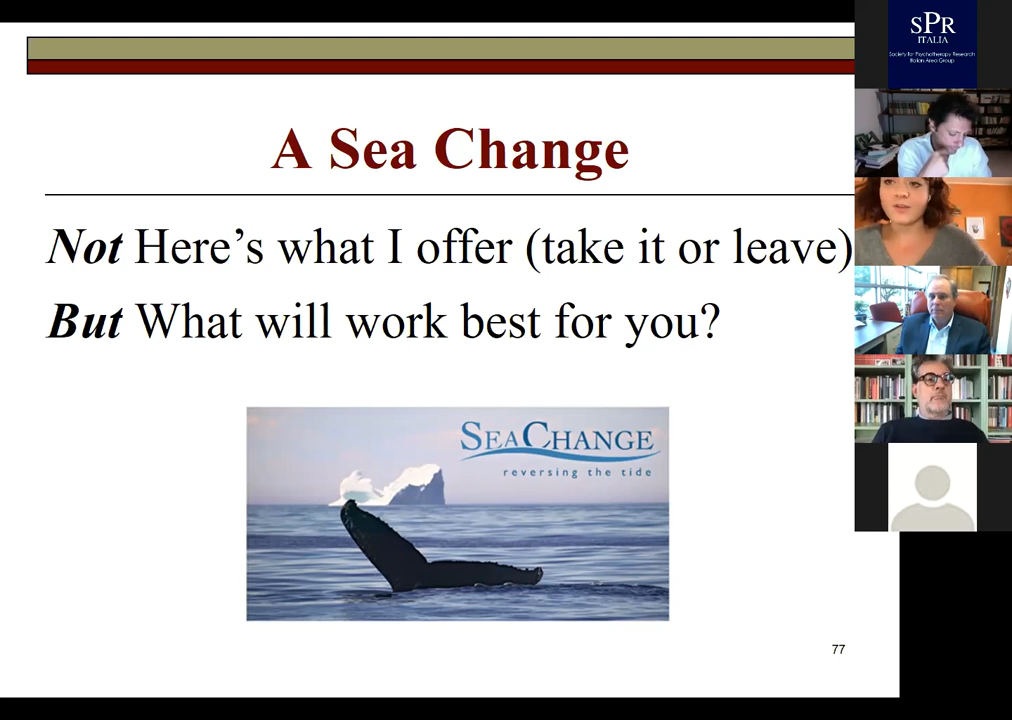 A Sea Change
Not Here's what I offer (take it or leave)
But What will work best for you?
SEACHANGE
reversing the tide
77
SPR
ITALIA
Society for Psychotherapy Research
Italian Area Group